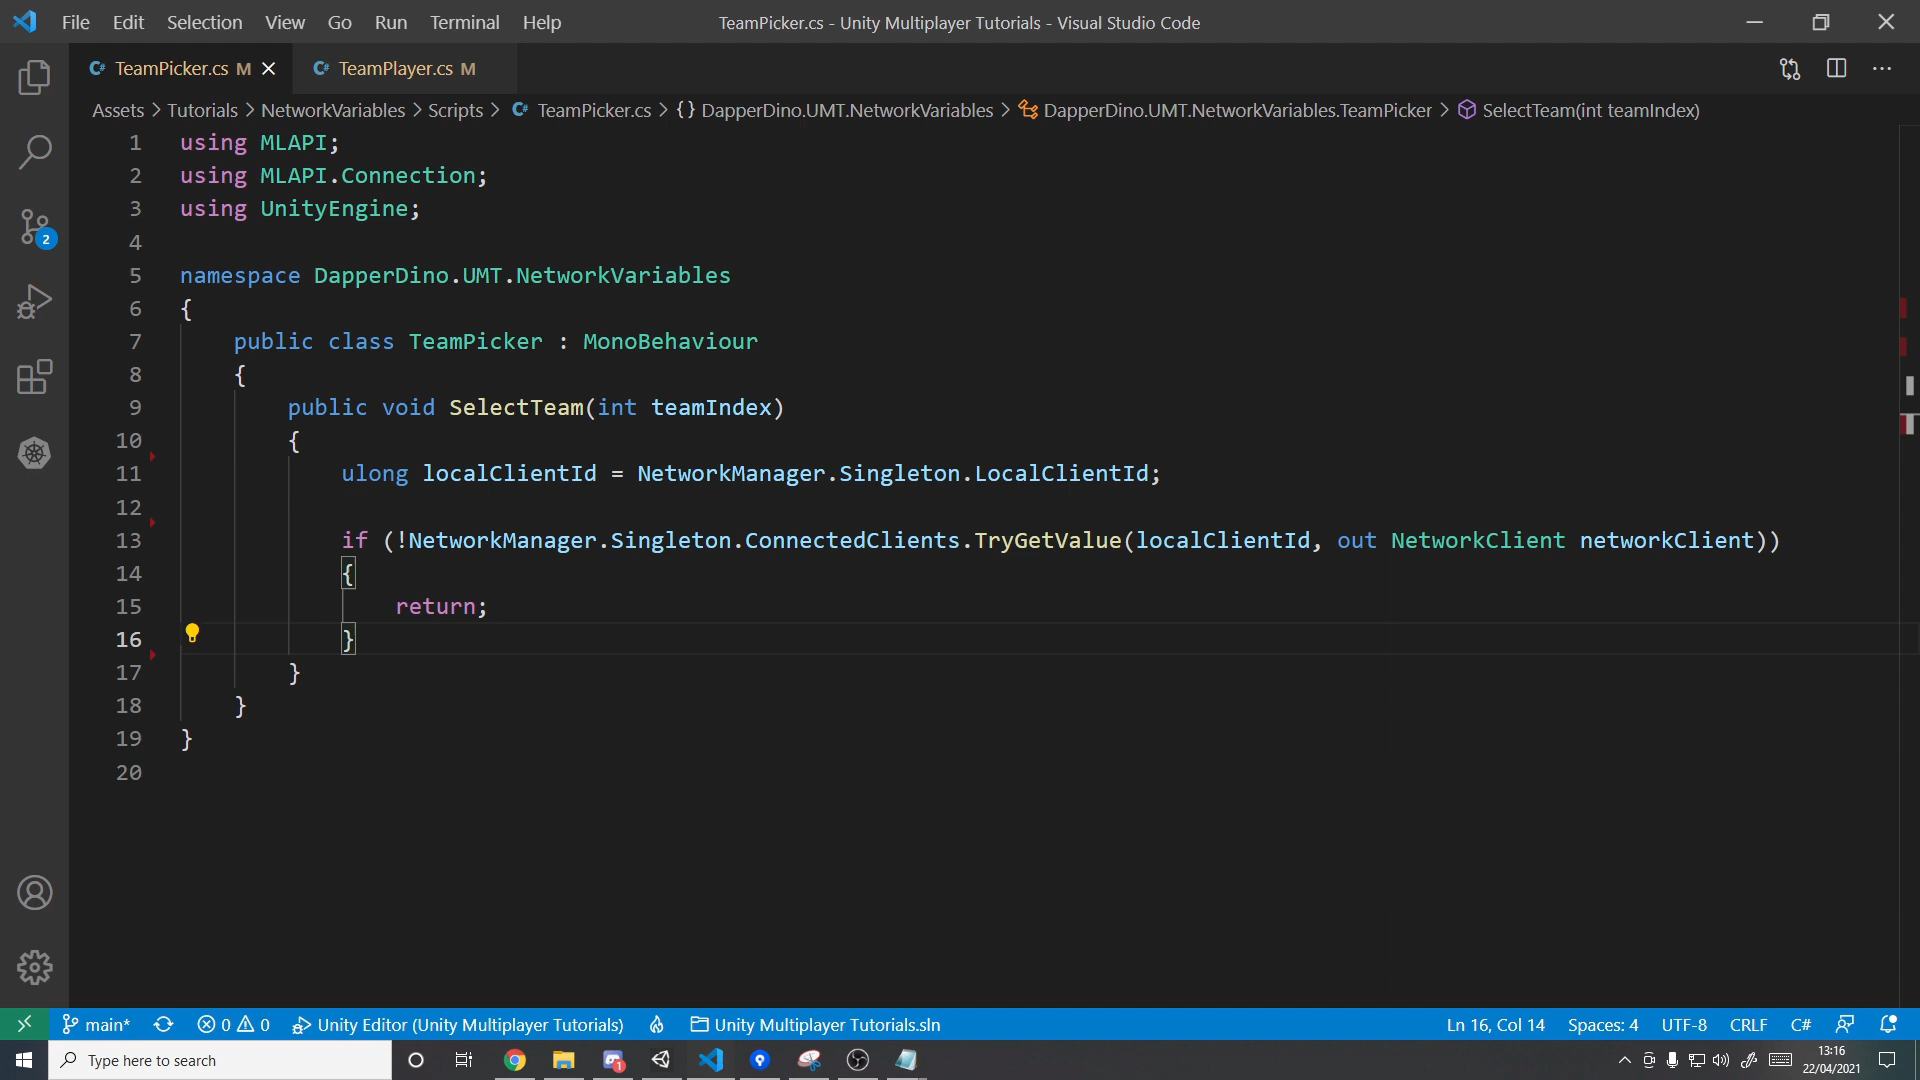 File Edit Selection View Go Run Terminal Help TeamPicker.cs - Unity Multiplayer Tutorials - Visual Studio Code
C# TeamPicker.cs M C# TeamPlayer.cs M
Assets > Tutorials > NetworkVariables > Scripts > C# TeamPicker.cs > {} DapperDino.UMT.NetworkVariables > DapperDino.UMT.NetworkVariables.TeamPicker > SelectTeam(int teamIndex)
1 using MLAPI;
2 using MLAPI.Connection;
3 using UnityEngine;
4
5 namespace DapperDino.UMT.NetworkVariables
6 {
7 public class TeamPicker : MonoBehaviour
8 {
9 public void SelectTeam(int teamIndex)
10 {
11 ulong localClientId = NetworkManager.Singleton.LocalClientId;
12
13 if (!NetworkManager.Singleton.ConnectedClients.TryGetValue(localClientId, out NetworkClient networkClient))
14 {
15 return;
16 }
17 }
18 }
19 }
20
2
main* 0 0 Unity Editor (Unity Multiplayer Tutorials) Unity Multiplayer Tutorials.sln Ln 16, Col 14 Spaces: 4 UTF-8 CRLF C#
Type here to search 1 13:16
22/04/2021